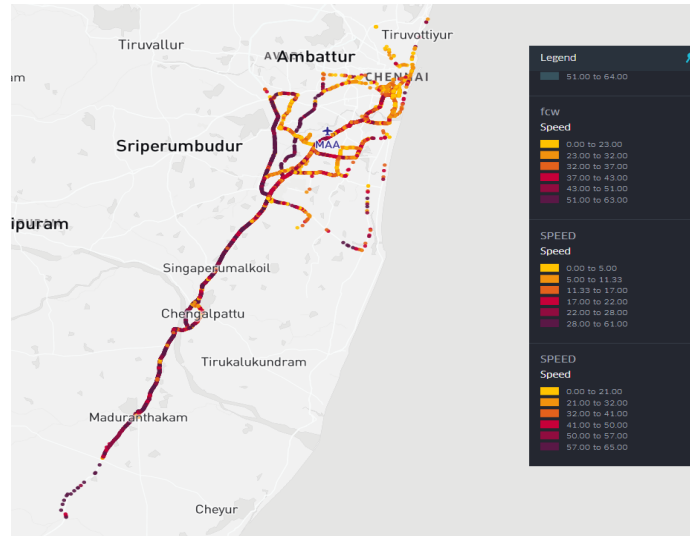 Tiruvottiyur
Tiruvallur
Ambattur
CHENNAI
am
MAA
Sriperumbudur
ipuram
Singaperumalkoil
Chengalpattu
Tirukalukundram
Maduranthakam
Cheyur
Legend
51.00 to 64.00
fcw
Speed
0.00 to 23.00
23.00 to 32.00
32.00 to 37.00
37.00 to 43.00
43.00 to 51.00
51.00 to 63.00
SPEED
Speed
0.00 to 5.00
5.00 to 11.33
11.33 to 17.00
17.00 to 22.00
22.00 to 28.00
28.00 to 61.00
SPEED
Speed
0.00 to 21.00
21.00 to 32.00
32.00 to 41.00
41.00 to 50.00
50.00 to 57.00
57.00 to 65.00